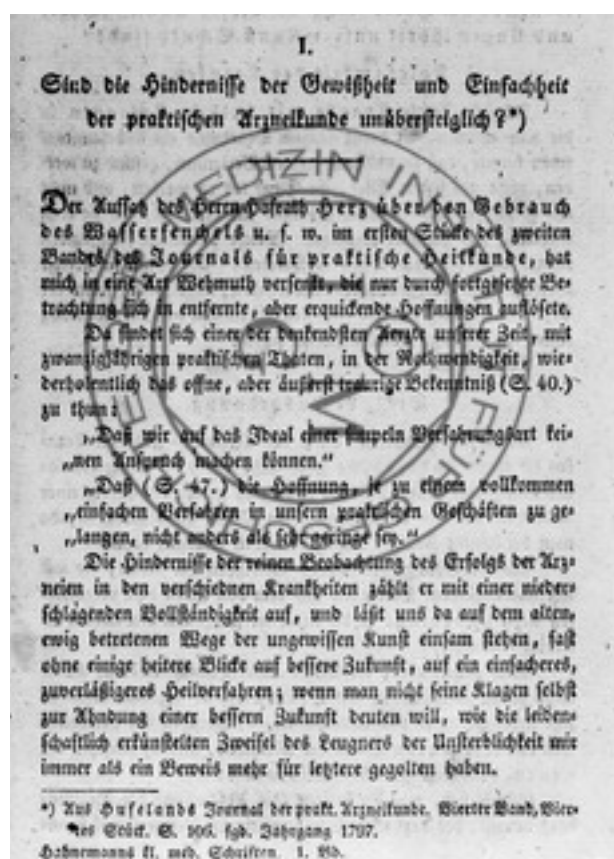 I.
Sind die Hindernisse der Gewißheit und Einfachheit
der praktischen Arzneikunde unübersteiglich?*)
Der Aufsatz des Herrn Hofrath Herz über den Gebrauch
des Wasserfenchels u. s. w. im ersten Stücke des zweiten
Bandes des Journals für praktische Heilkunde, hat
mich in eine Art Wehmuth versenkt, die nur durch fortgesetzte Be-
trachtung sich in entfernte, aber erquickende Hoffnungen auflösete.
Da findet sich einer der denkendsten Aerzte unserer Zeit, mit
zwanzigjährigen praktischen Thaten, in der Nothwendigkeit, wie-
derholentlich das offne, aber äußerst traurige Bekenntniß (S. 40.)
zu thun:
„Daß wir auf das Ideal einer simpeln Verfahrungsart kei-
„nen Anspruch machen können.“
„Daß (S. 47.) die Hoffnung, je zu einem vollkommen
„einfachen Verfahren in unsern praktischen Geschäften zu ge-
„langen, nicht anders als sehr geringe sey.“
Die Hindernisse der reinen Beobachtung des Erfolgs der Arz-
neien in den verschiednen Krankheiten zählt er mit einer nieder-
schlagenden Vollständigkeit auf, und läßt uns da auf dem alten,
ewig betretenen Wege der ungewissen Kunst einsam stehen, fast
ohne einige heitere Blicke auf bessere Zukunft, auf ein einfacheres,
zuverläßigeres Heilverfahren; wenn man nicht seine Klagen selbst
zur Ahndung einer bessern Zukunft deuten will, wie die leiden-
schaftlich erkünstelten Zweifel des Leugners der Unsterblichkeit mir
immer als ein Beweis mehr für letztere gegolten haben.
*) Aus Hufelands Journal der prakt. Arzneikunde. Vierter Band, Vier-
tes Stück. S. 106. fgd. Jahrgang 1797.
Hahnemanns kl. med. Schriften. 1. Bd.